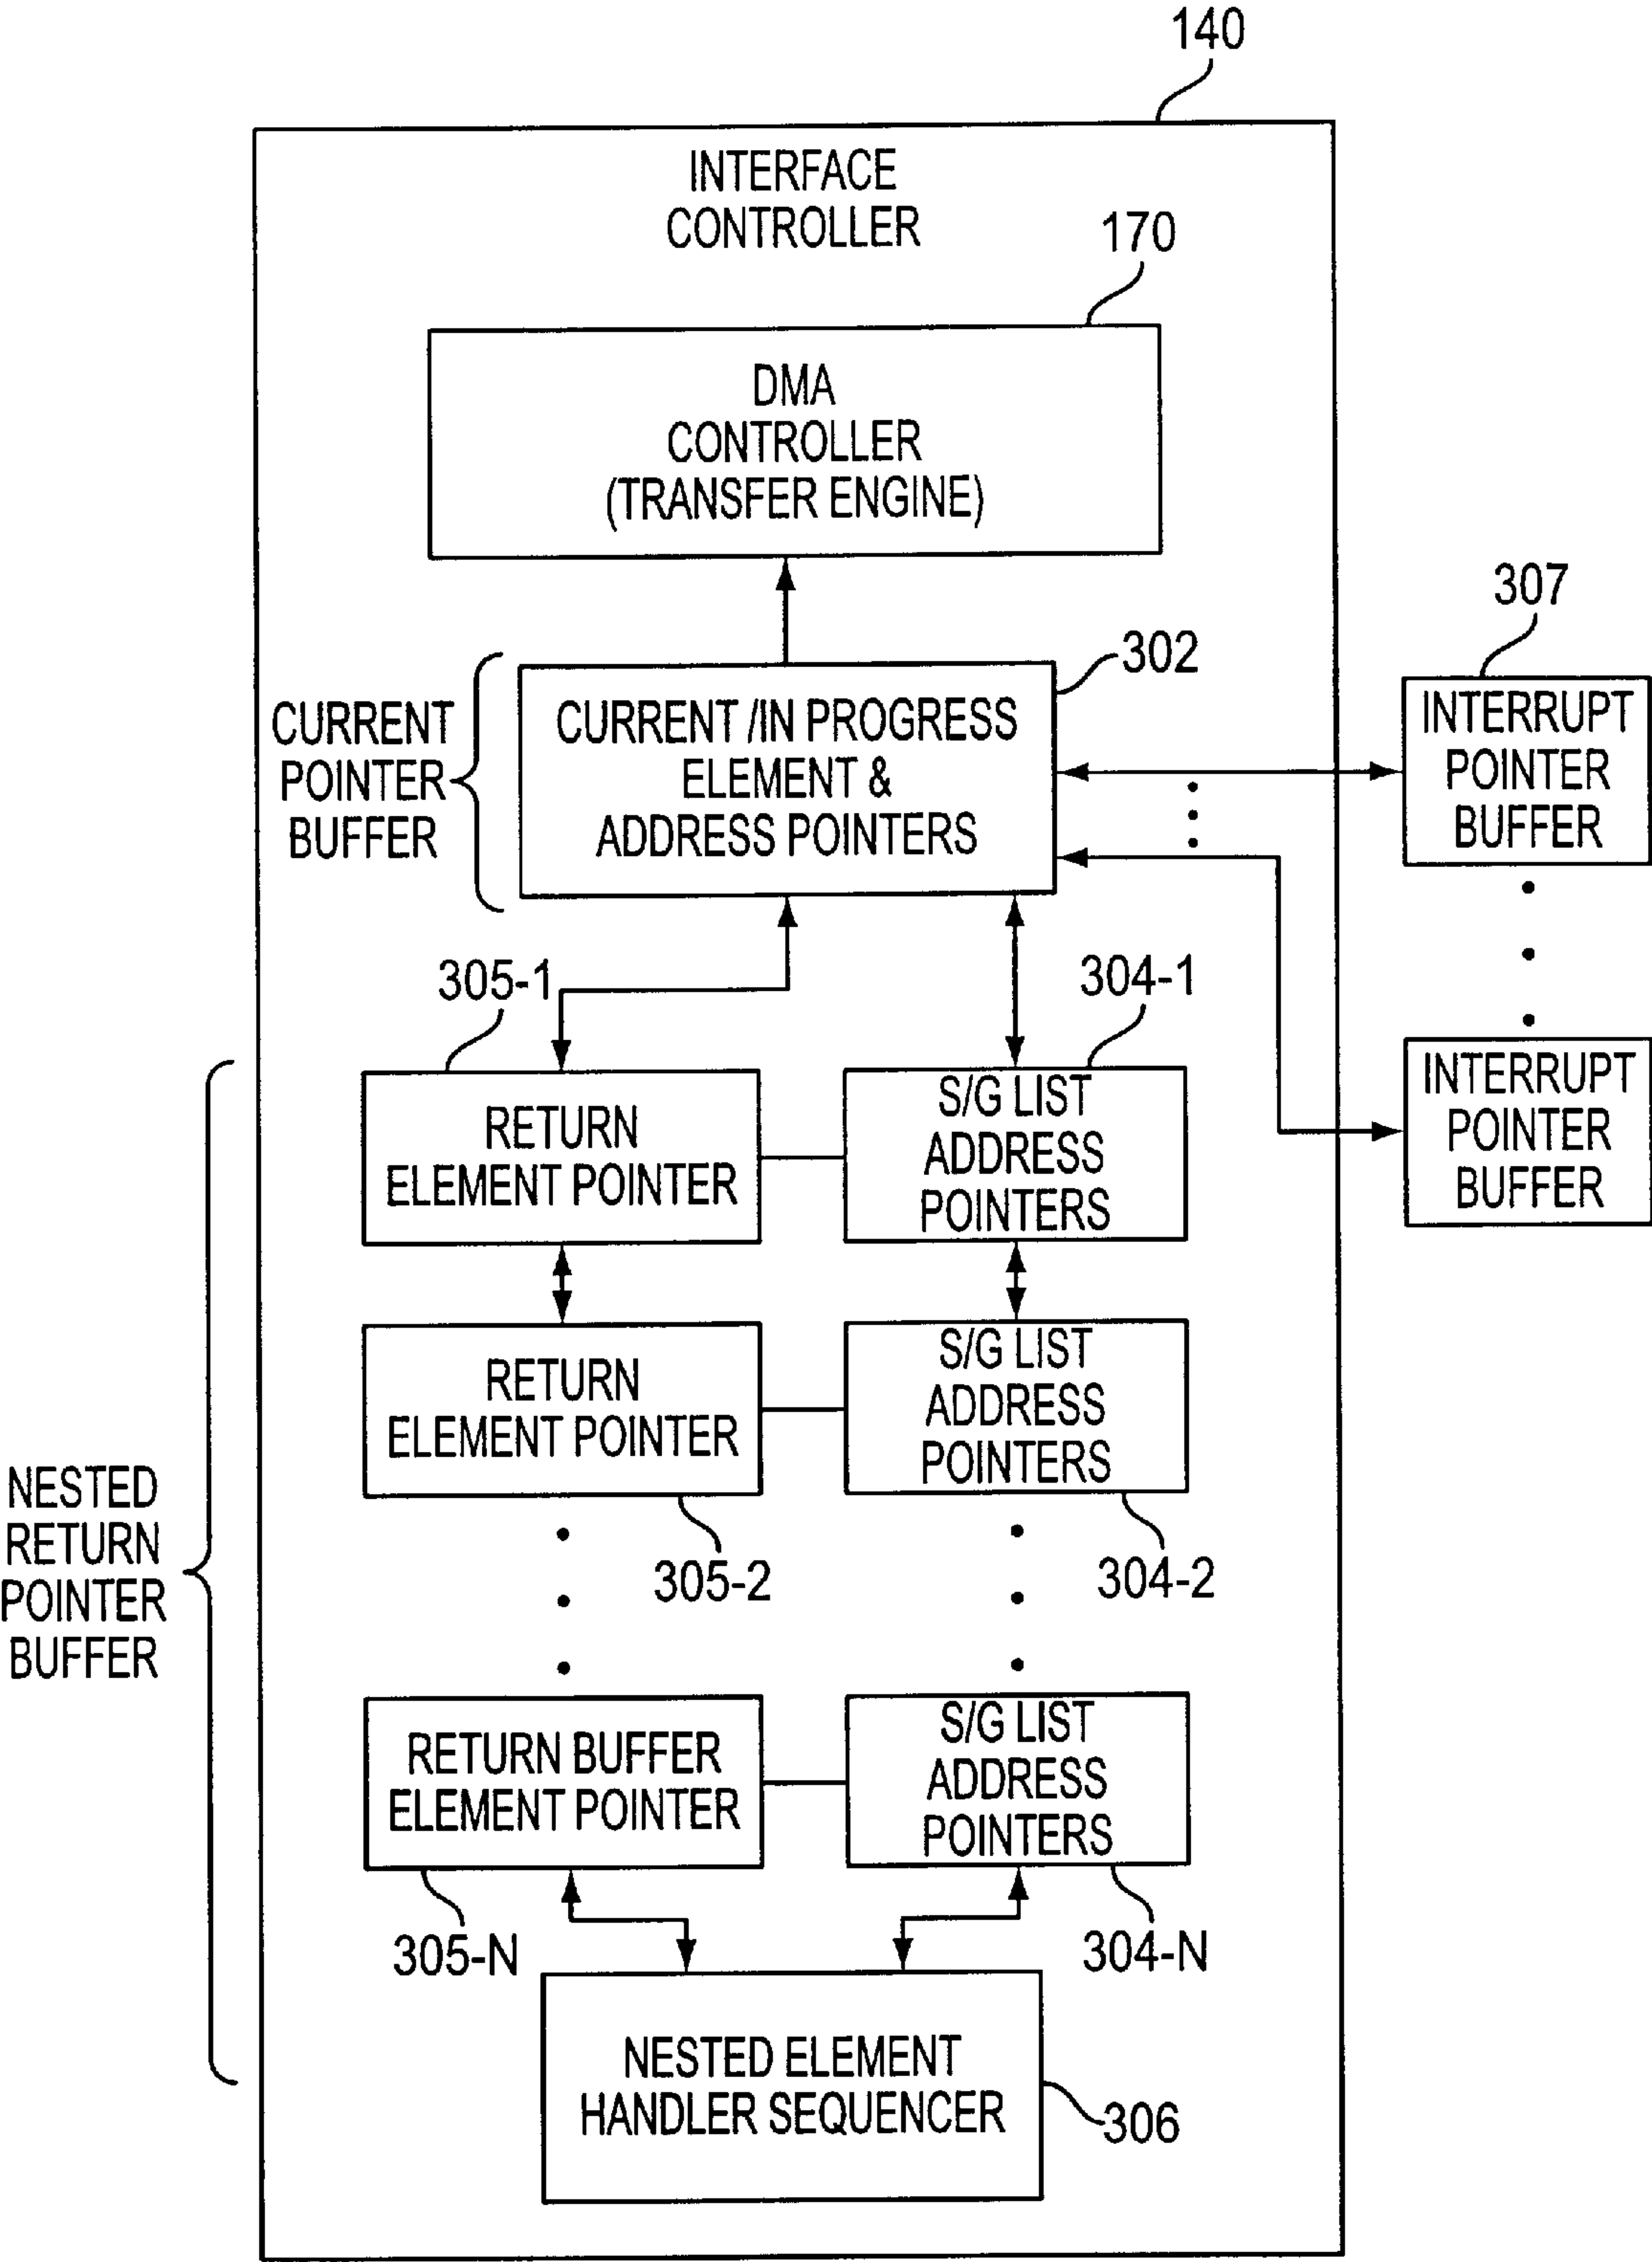 140
INTERFACE
CONTROLLER
170
DMA
CONTROLLER
(TRANSFER ENGINE)
307
302
CURRENT
POINTER
BUFFER
CURRENT /IN PROGRESS
ELEMENT &
ADDRESS POINTERS
INTERRUPT
POINTER
BUFFER
305-1
304-1
RETURN
ELEMENT POINTER
S/G LIST
ADDRESS
POINTERS
INTERRUPT
POINTER
BUFFER
RETURN
ELEMENT POINTER
S/G LIST
ADDRESS
POINTERS
305-2
304-2
NESTED
RETURN
POINTER
BUFFER
RETURN BUFFER
ELEMENT POINTER
S/G LIST
ADDRESS
POINTERS
305-N
304-N
NESTED ELEMENT
HANDLER SEQUENCER
306